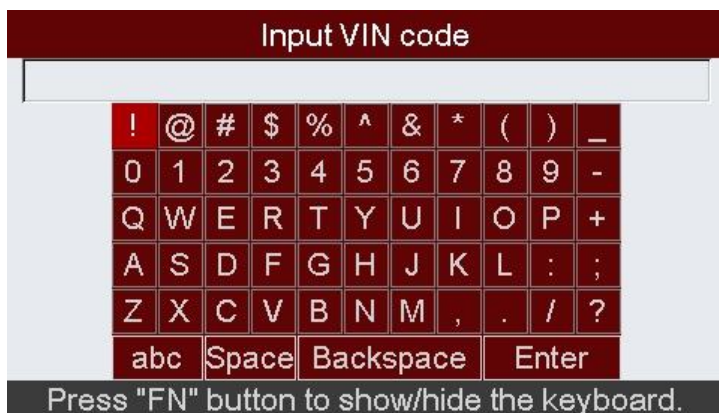 Input VIN code
! @ # $ % ^ & * ( ) _
0 1 2 3 4 5 6 7 8 9 -
Q W E R T Y U I O P +
A S D F G H J K L : ;
Z X C V B N M , . / ?
abc Space Backspace Enter
Press "FN" button to show/hide the keyboard.